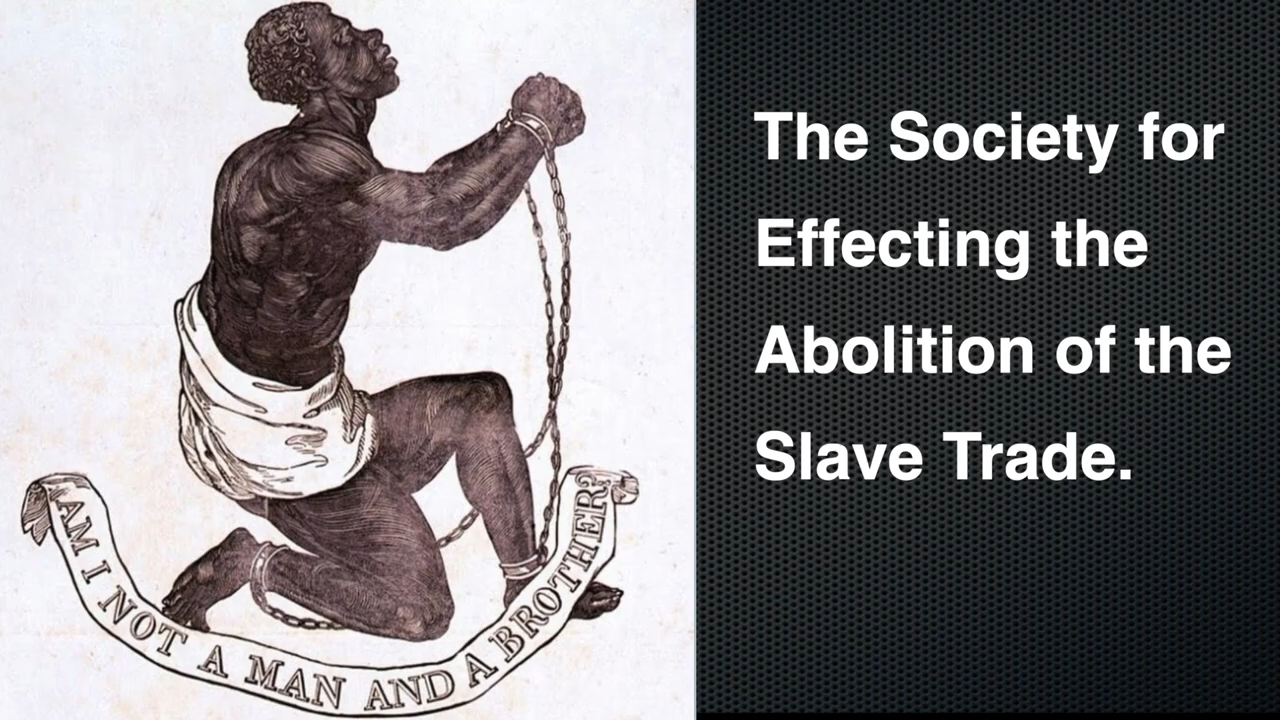 AM I NOT A MAN AND A BROTHER?
The Society for
Effecting the
Abolition of the
Slave Trade.